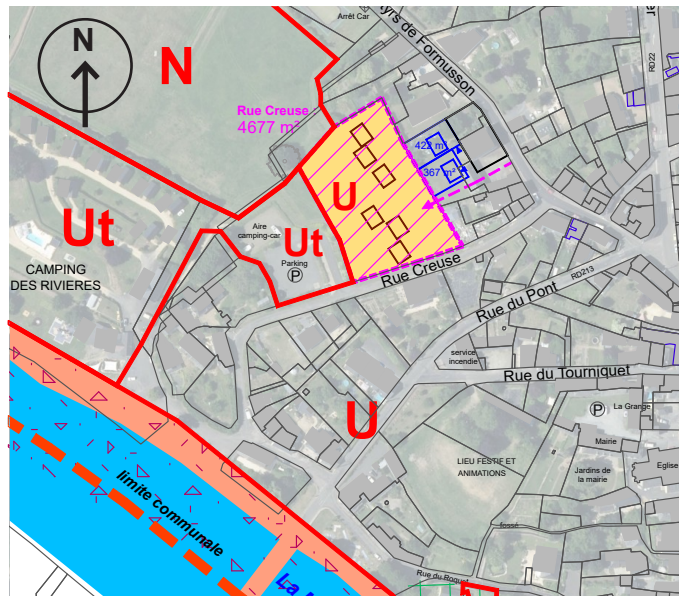 Arrêt Car
yrs de Formusson
RD22
N
N
Rue Creuse
4677 m²
422 m²
367 m²
U
Ut
Ut
Aire
camping-car
Parking
P
CAMPING
DES RIVIERES
Rue Creuse
RD213
Rue du Pont
service
incendie
Rue du Tourniquet
U
P
La Grange
Mairie
LIEU FESTIF ET
ANIMATIONS
Jardins de
la mairie
Eglise
limite communale
fossé
La
Rue du Roquet